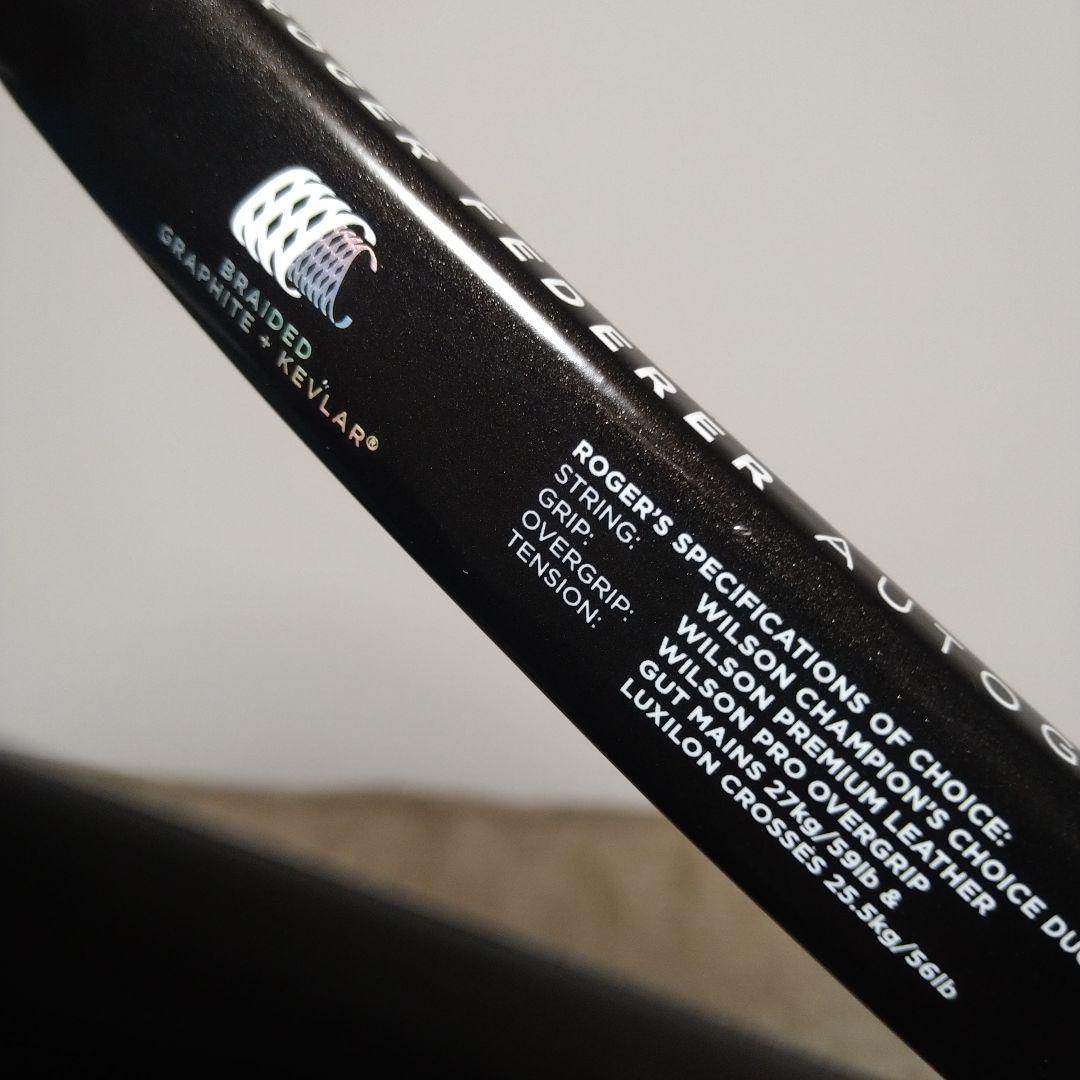 ROGER FEDERER AUTOG
BRAIDED
GRAPHITE + KEVLAR®
ROGER'S SPECIFICATIONS OF CHOICE:
STRING: WILSON CHAMPION'S CHOICE DUO
GRIP: WILSON PREMIUM LEATHER
OVERGRIP: WILSON PRO OVERGRIP
TENSION: GUT MAINS 27kg/59lb &
LUXILON CROSSES 25.5kg/56lb